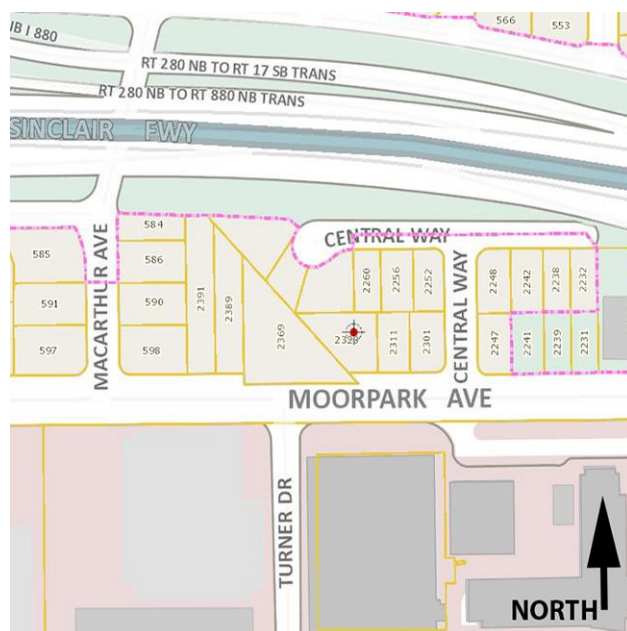 NB I 880
566
553
RT 280 NB TO RT 17 SB TRANS
RT 280 NB TO RT 880 NB TRANS
SINCLAIR FWY
584
CENTRAL WAY
585
586
2260
2256
2252
2248
2242
2238
2232
MACARTHUR AVE
591
590
2391
2389
CENTRAL WAY
597
598
2369
2311
2301
2247
2241
2239
2231
MOORPARK AVE
TURNER DR
NORTH